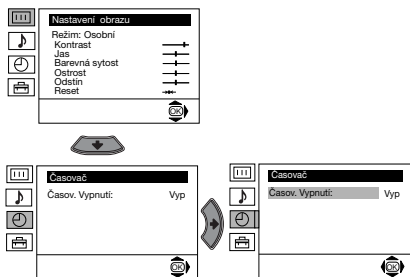 Nastavení obrazu
Režim: Osobní
Kontrast
Jas
Barevná sytost
Ostrost
Odstín
Reset
OK
Časovač
Časov. Vypnutí: Vyp
OK
Časovač
Časov. Vypnutí: Vyp
OK